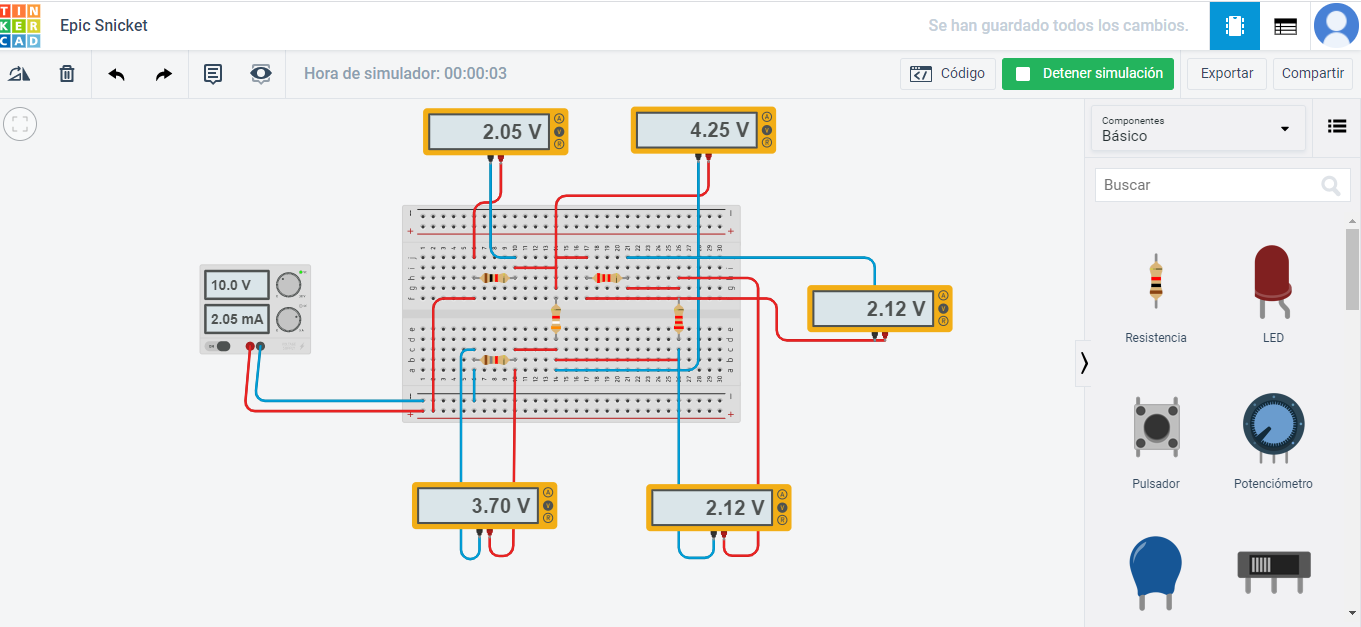 TIN
KER
CAD
Epic Snicket
Se han guardado todos los cambios.
Hora de simulador: 00:00:03
Código
Detener simulación
Exportar
Compartir
Componentes
Básico
Buscar
Resistencia
LED
Pulsador
Potenciómetro
2.05 V
A
V
R
4.25 V
A
V
R
10.0 V
2.05 mA
2.12 V
A
V
R
3.70 V
A
V
R
2.12 V
A
V
R